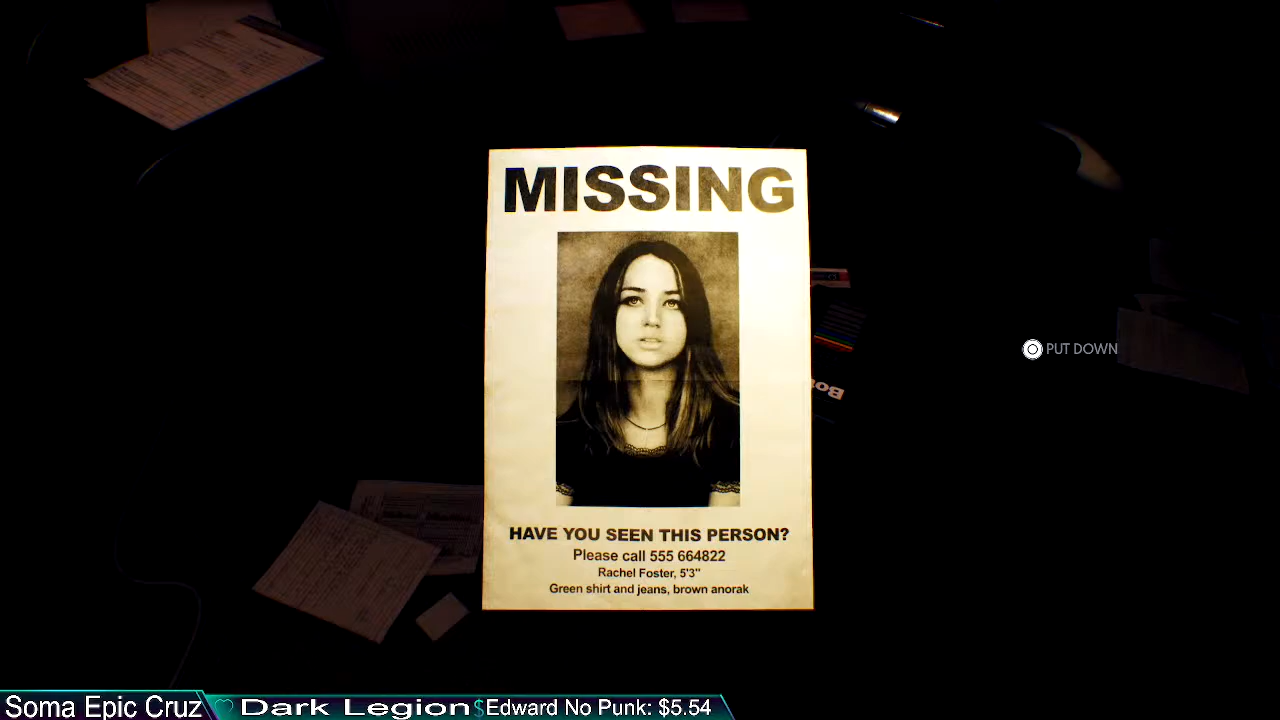 MISSING
HAVE YOU SEEN THIS PERSON?
Please call 555 664822
Rachel Foster, 5'3"
Green shirt and jeans, brown anorak
PUT DOWN
Soma Epic Cruz
Dark Legion
$Edward No Punk: $5.54